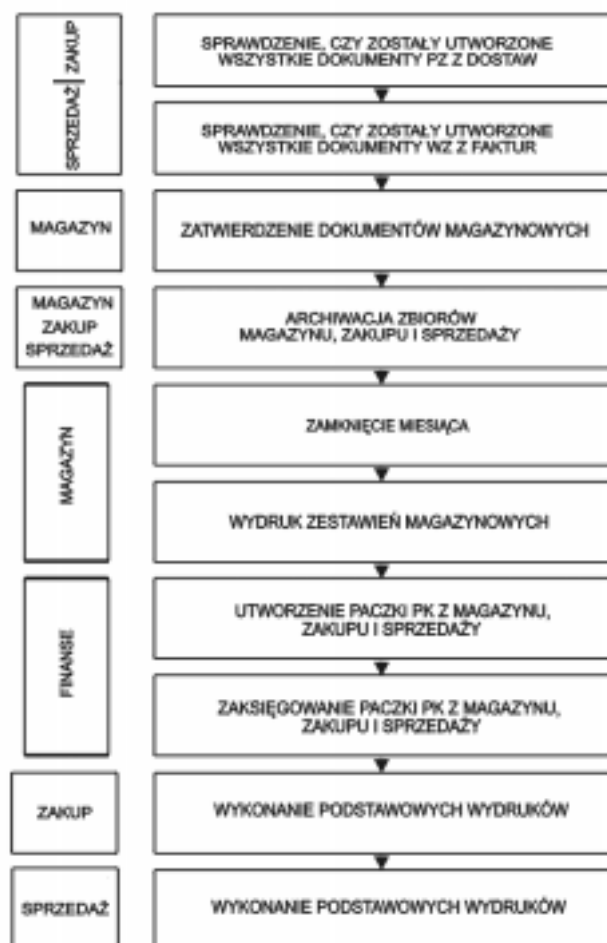 SPRZEDAŻ | ZAKUP
SPRAWDZENIE, CZY ZOSTAŁY UTWORZONE
WSZYSTKIE DOKUMENTY PZ Z DOSTAW
SPRAWDZENIE, CZY ZOSTAŁY UTWORZONE
WSZYSTKIE DOKUMENTY WZ Z FAKTUR
MAGAZYN
ZATWIERDZENIE DOKUMENTÓW MAGAZYNOWYCH
MAGAZYN
ZAKUP
SPRZEDAŻ
ARCHIWACJA ZBIORÓW
MAGAZYNU, ZAKUPU I SPRZEDAŻY
MAGAZYN
ZAMKNIĘCIE MIESIĄCA
WYDRUK ZESTAWIEŃ MAGAZYNOWYCH
FINANSE
UTWORZENIE PACZKI PK Z MAGAZYNU,
ZAKUPU I SPRZEDAŻY
ZAKSIĘGOWANIE PACZKI PK Z MAGAZYNU,
ZAKUPU I SPRZEDAŻY
ZAKUP
WYKONANIE PODSTAWOWYCH WYDRUKÓW
SPRZEDAŻ
WYKONANIE PODSTAWOWYCH WYDRUKÓW